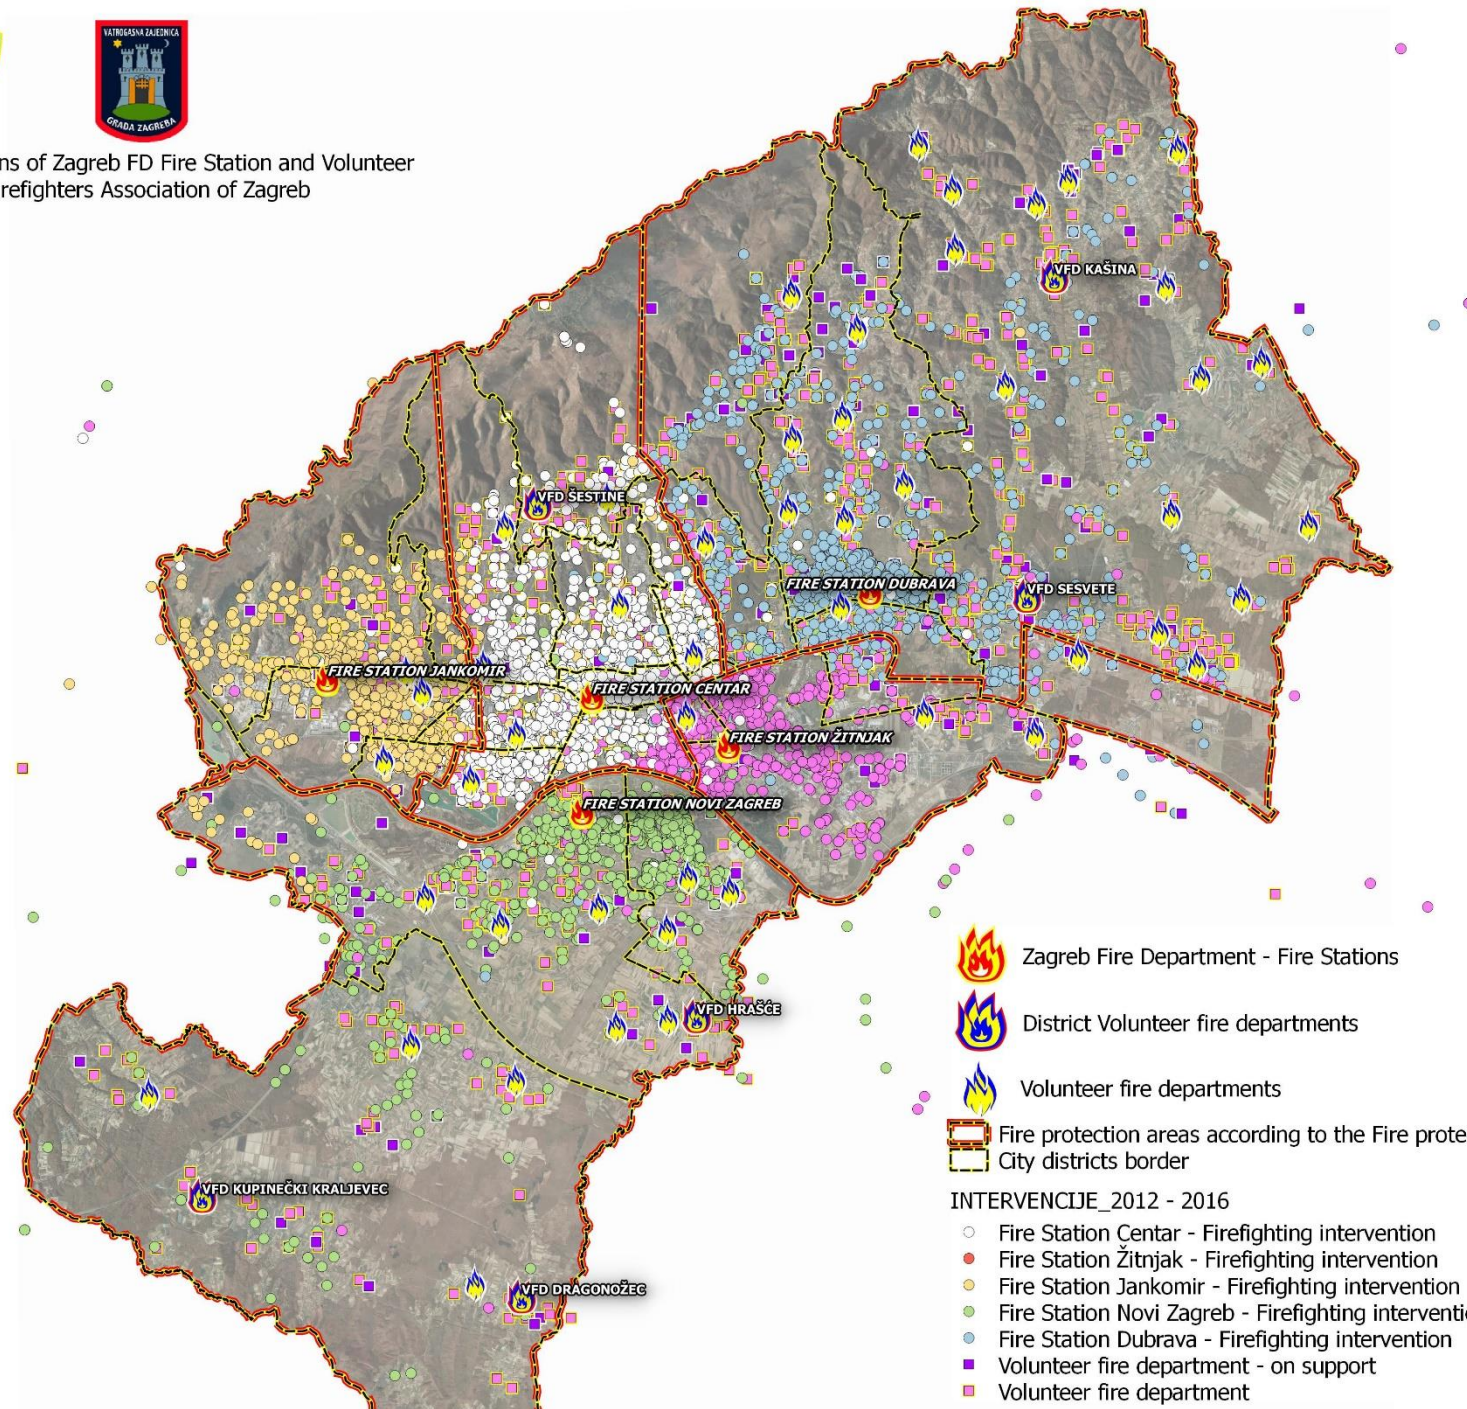 VATROGASNA ZAJEDNICA
GRADA ZAGREBA
ns of Zagreb FD Fire Station and Volunteer
refighters Association of Zagreb
VFD KAŠINA
VFD ŠESTINE
FIRE STATION DUBRAVA
VFD SESVETE
FIRE STATION JANKOMIR
FIRE STATION CENTAR
FIRE STATION ŽITNJAK
FIRE STATION NOVI ZAGREB
VFD HRAŠĆE
VFD KUPINEČKI KRALJEVEC
VFD DRAGONOŽEC
Zagreb Fire Department - Fire Stations
District Volunteer fire departments
Volunteer fire departments
Fire protection areas according to the Fire prote
City districts border
INTERVENCIJE_2012 - 2016
Fire Station Centar - Firefighting intervention
Fire Station Žitnjak - Firefighting intervention
Fire Station Jankomir - Firefighting intervention
Fire Station Novi Zagreb - Firefighting interventi
Fire Station Dubrava - Firefighting intervention
Volunteer fire department - on support
Volunteer fire department